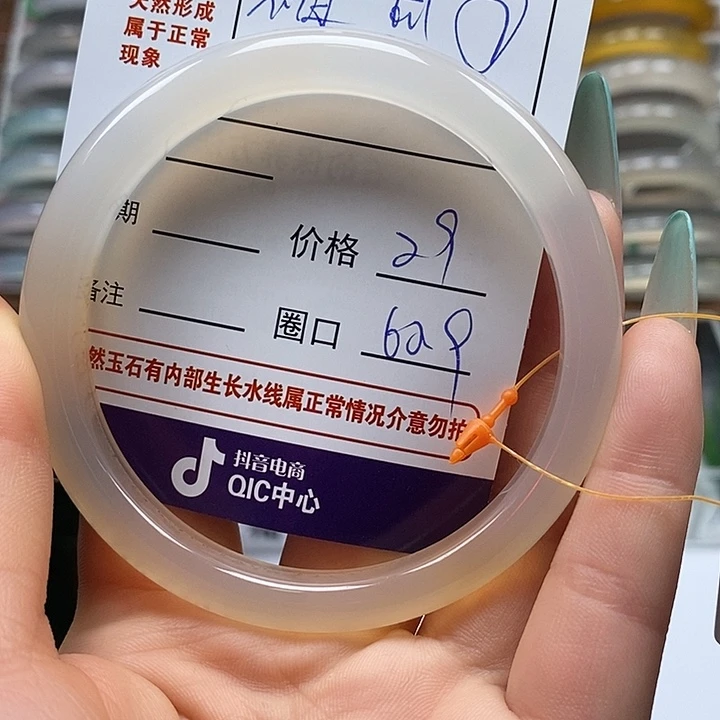 天然形成
属于正常
现象
期
价格 29
备注
圈口 62.9
然玉石有内部生长水线属正常情况介意勿拍
抖音电商
QIC中心